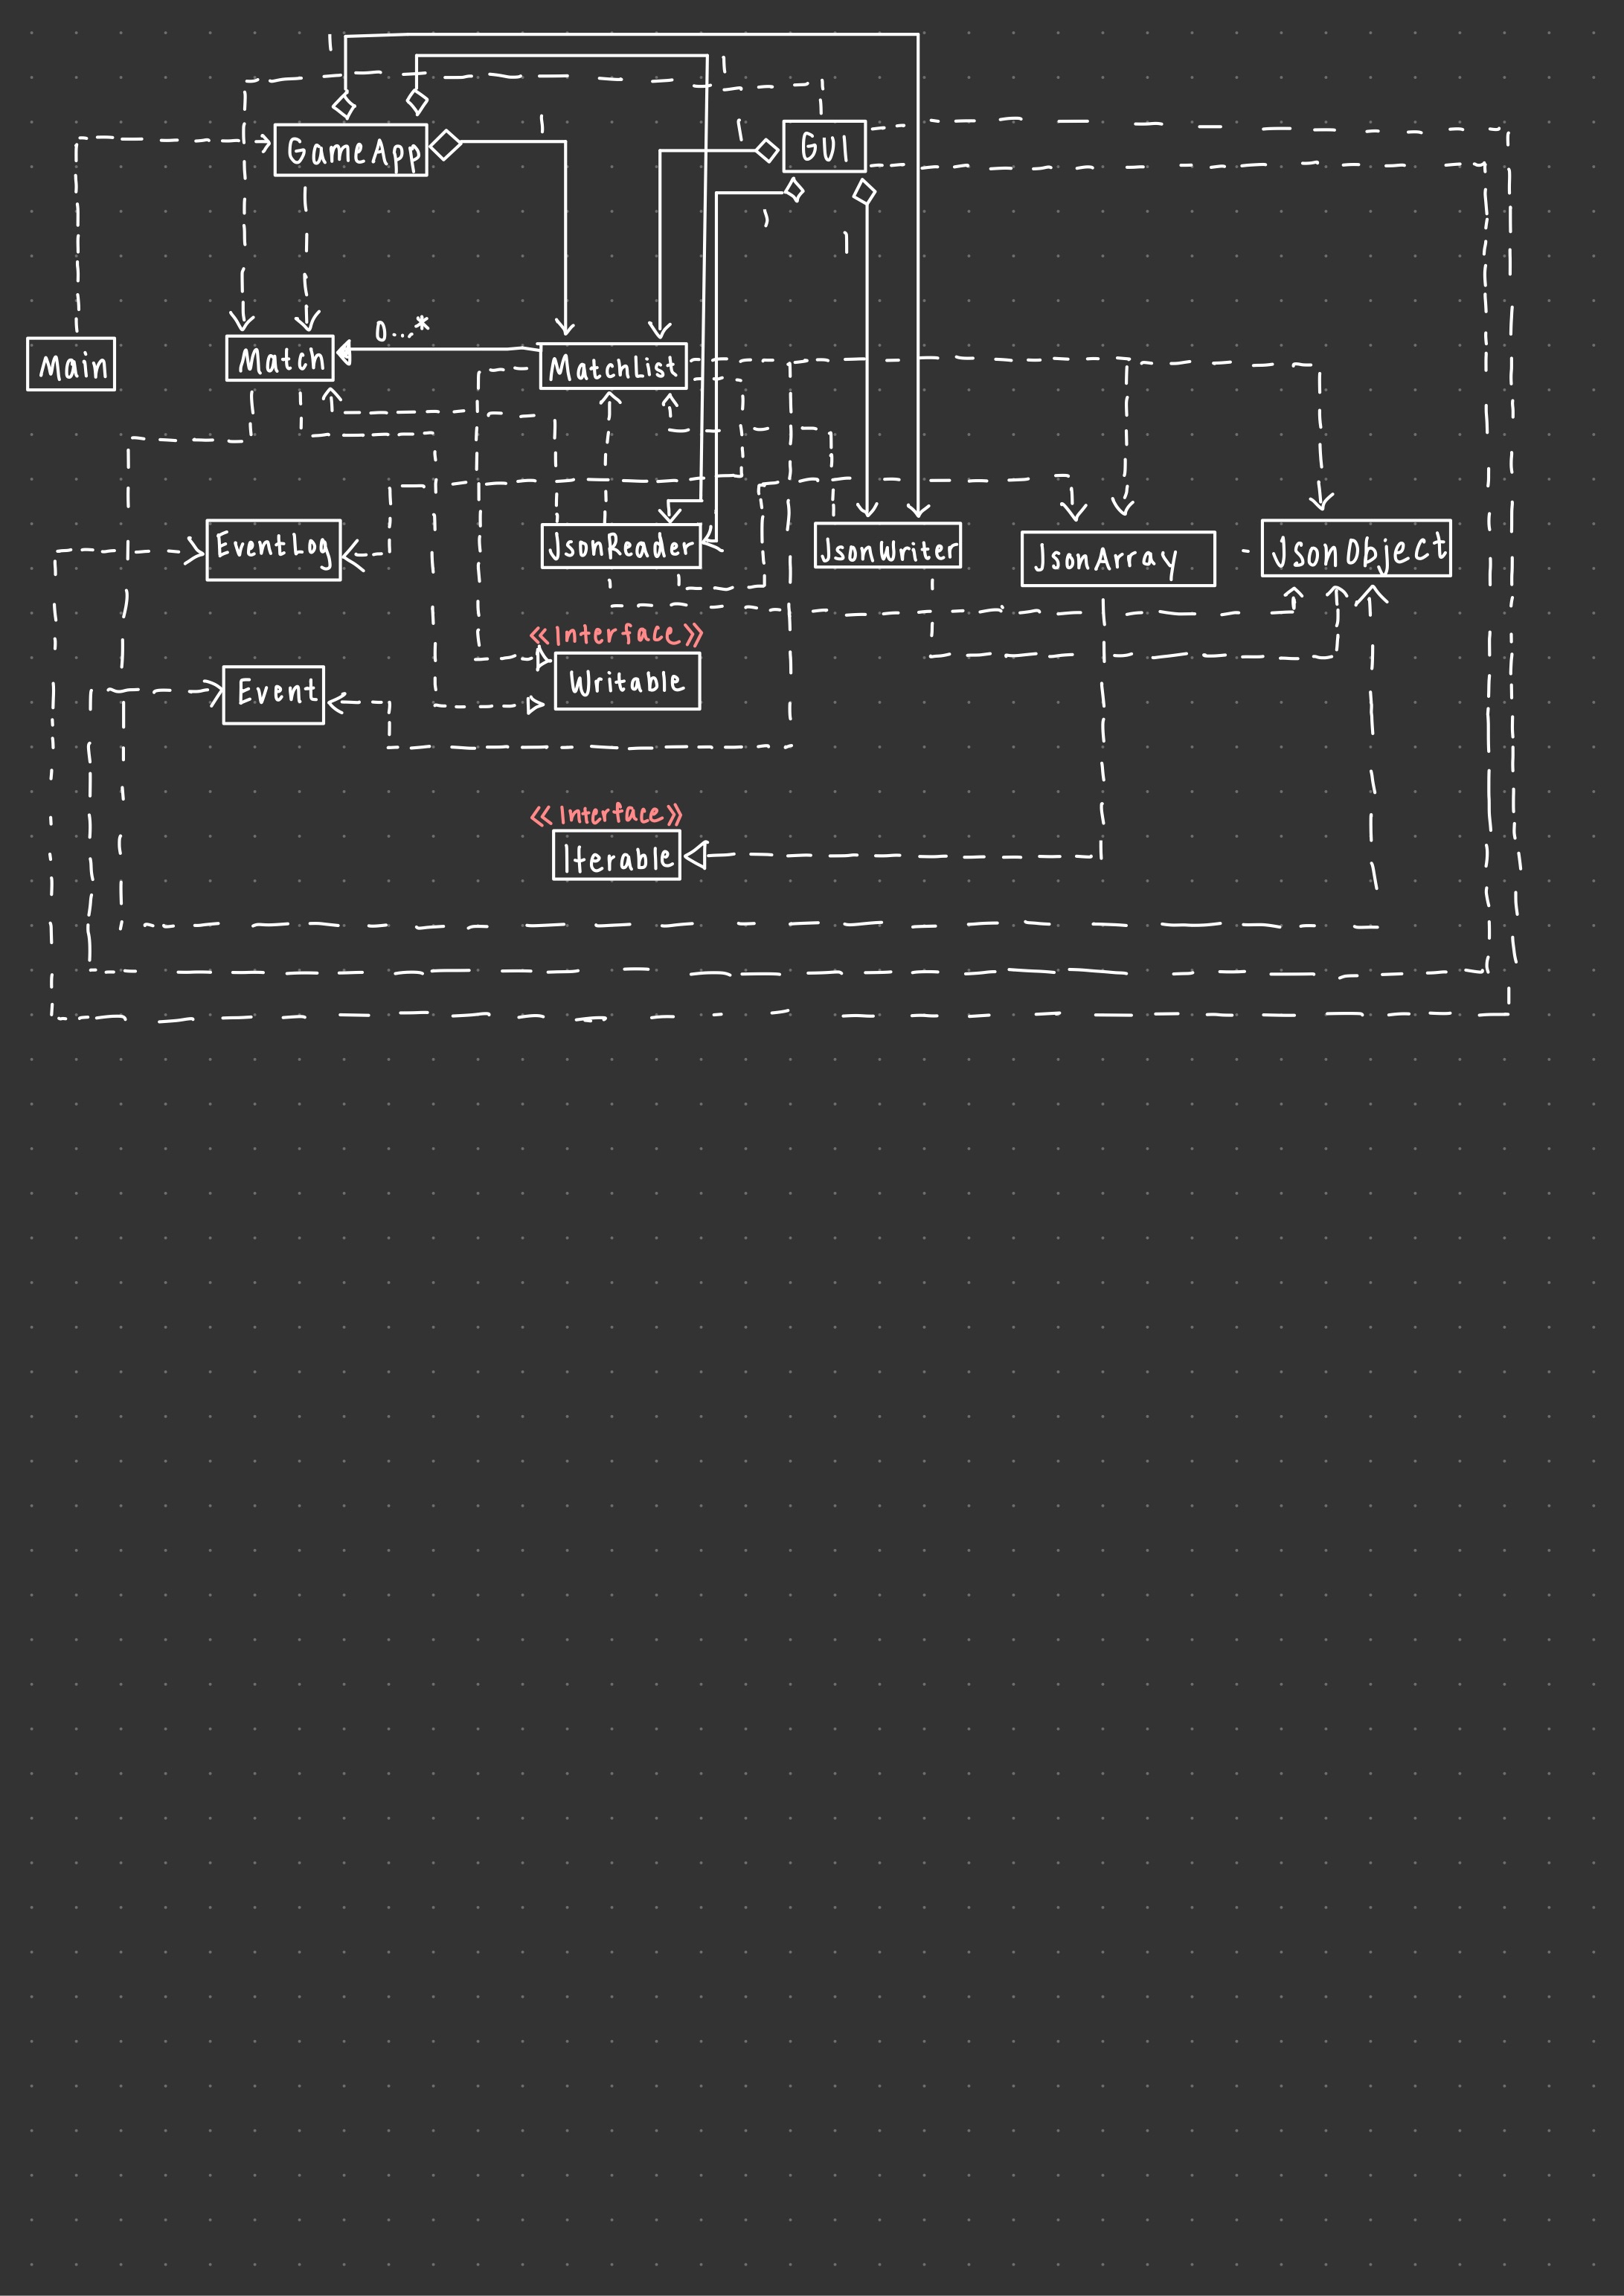 GameApp
GUI
0...*
Main
Match
MatchList
EventLog
JsonReader
JsonWriter
JsonArray
JsonObject
«Interface»
Writable
Event
«Interface»
Iterable